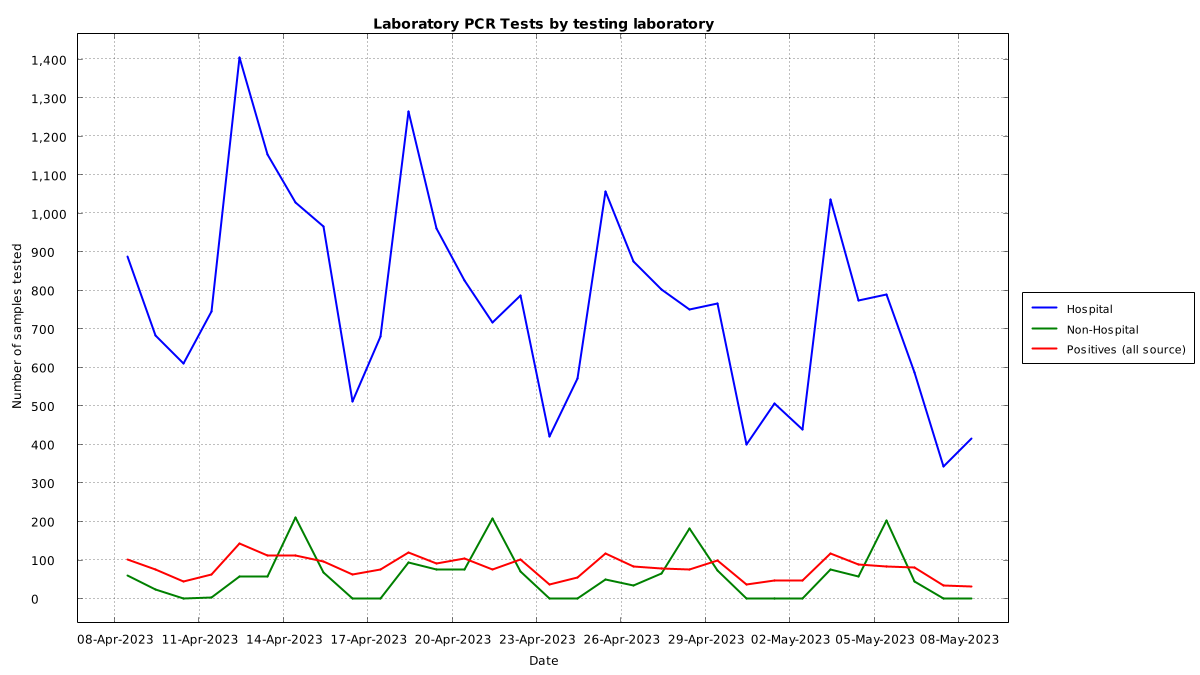 Laboratory PCR Tests by testing laboratory
1,400
1,300
1,200
1,100
1,000
900
800
700
600
500
400
300
200
100
0
Number of samples tested
08-Apr-2023 11-Apr-2023 14-Apr-2023 17-Apr-2023 20-Apr-2023 23-Apr-2023 26-Apr-2023 29-Apr-2023 02-May-2023 05-May-2023 08-May-2023
Date
Hospital
Non-Hospital
Positives (all source)